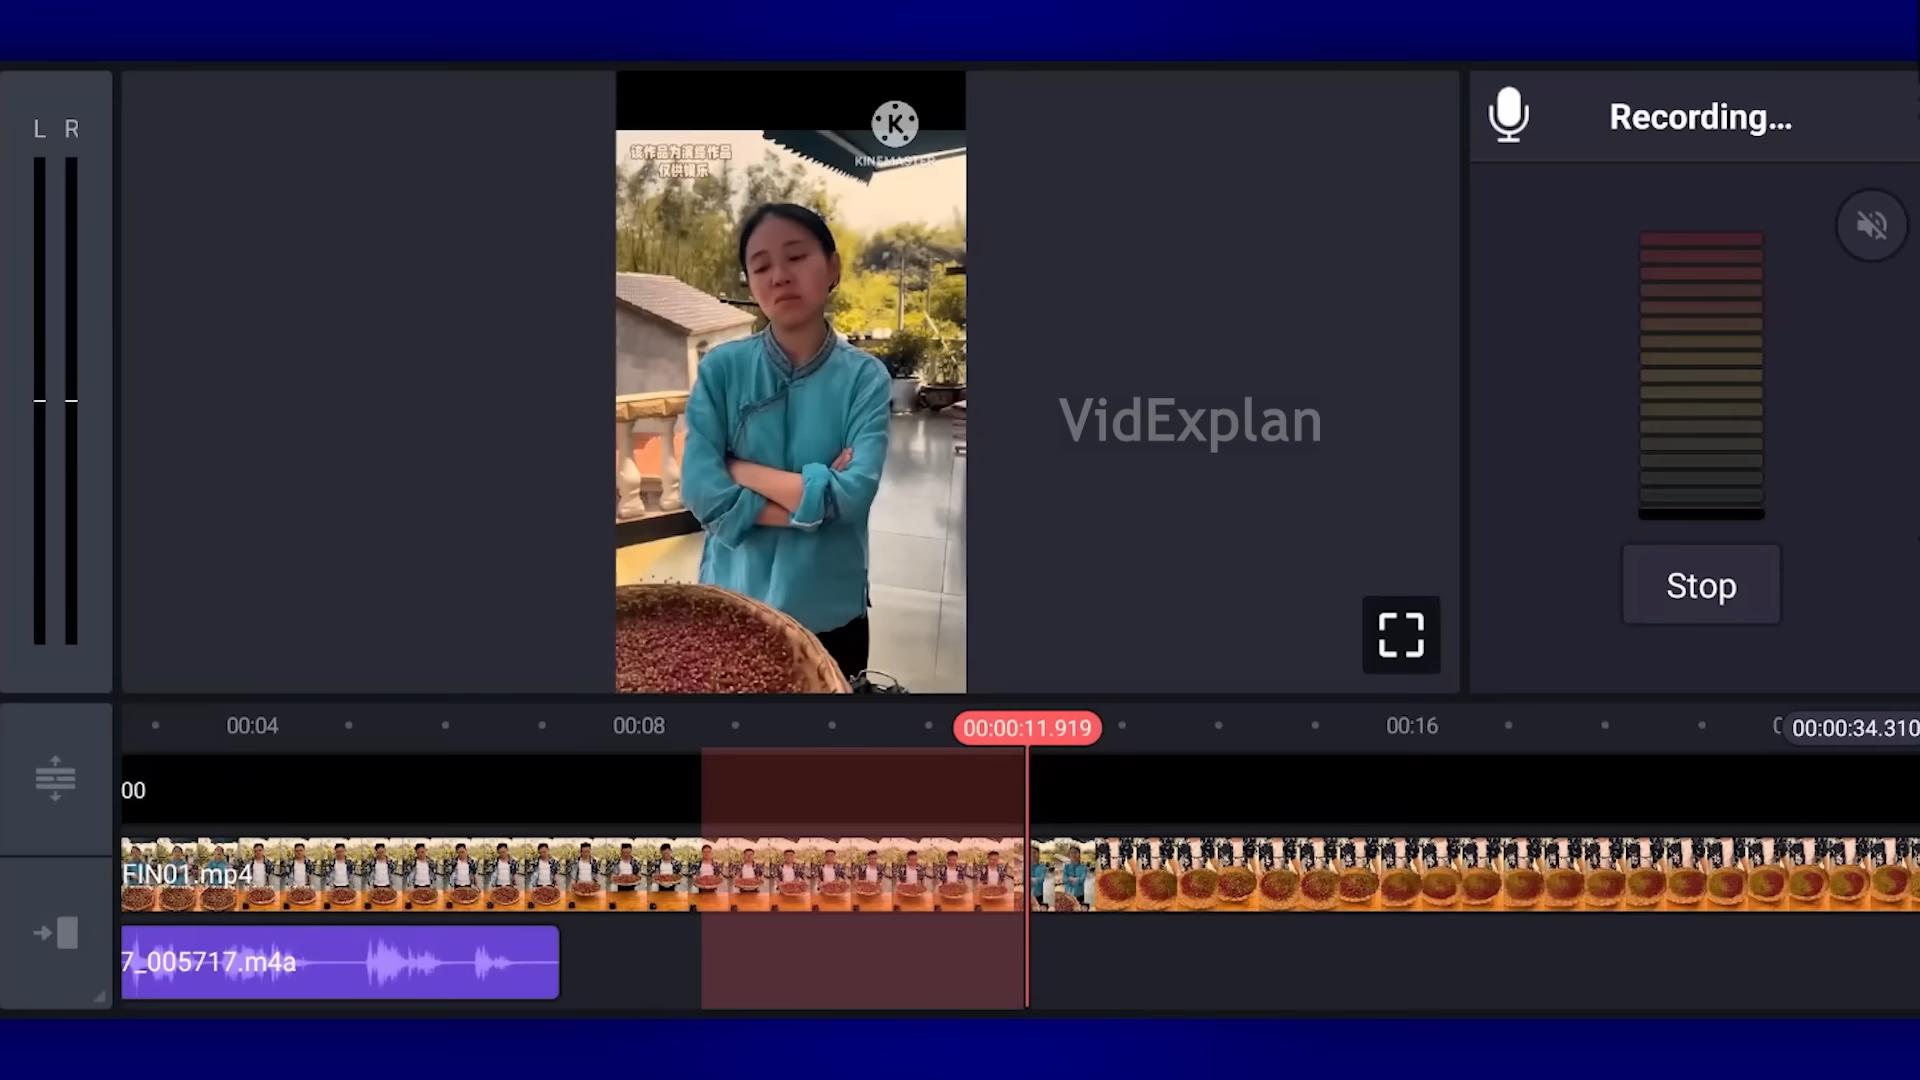 L R
K
KINEMASTER
该作品为演绎作品
仅供娱乐
Recording...
VidExplan
Stop
00:04
00:08
00:00:11.919
00:16
00:00:34.310
00
FIN01.mp4
7_005717.m4a